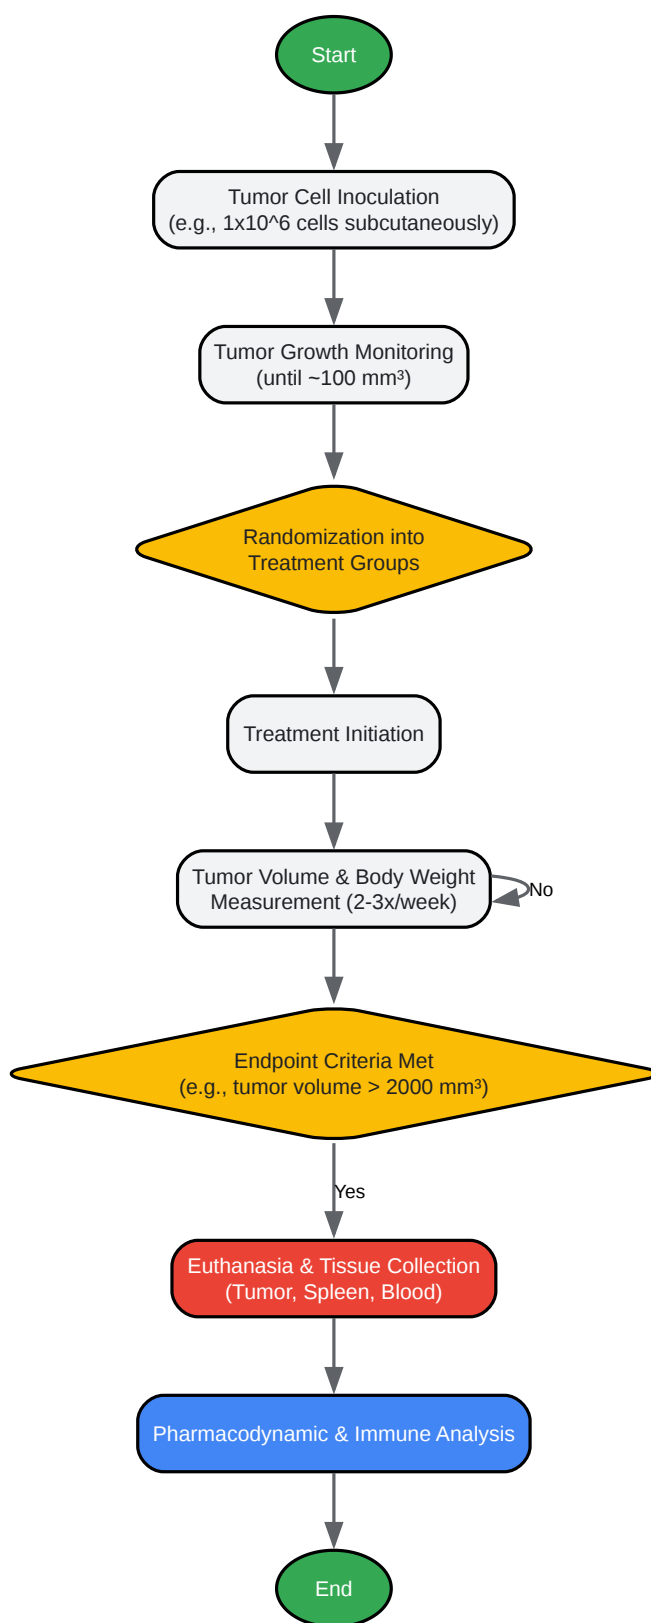 Start
Tumor Cell Inoculation
(e.g., 1x10^6 cells subcutaneously)
Tumor Growth Monitoring
(until ~100 mm³)
Randomization into
Treatment Groups
Treatment Initiation
Tumor Volume & Body Weight
Measurement (2-3x/week)
No
Endpoint Criteria Met
(e.g., tumor volume > 2000 mm³)
Yes
Euthanasia & Tissue Collection
(Tumor, Spleen, Blood)
Pharmacodynamic & Immune Analysis
End